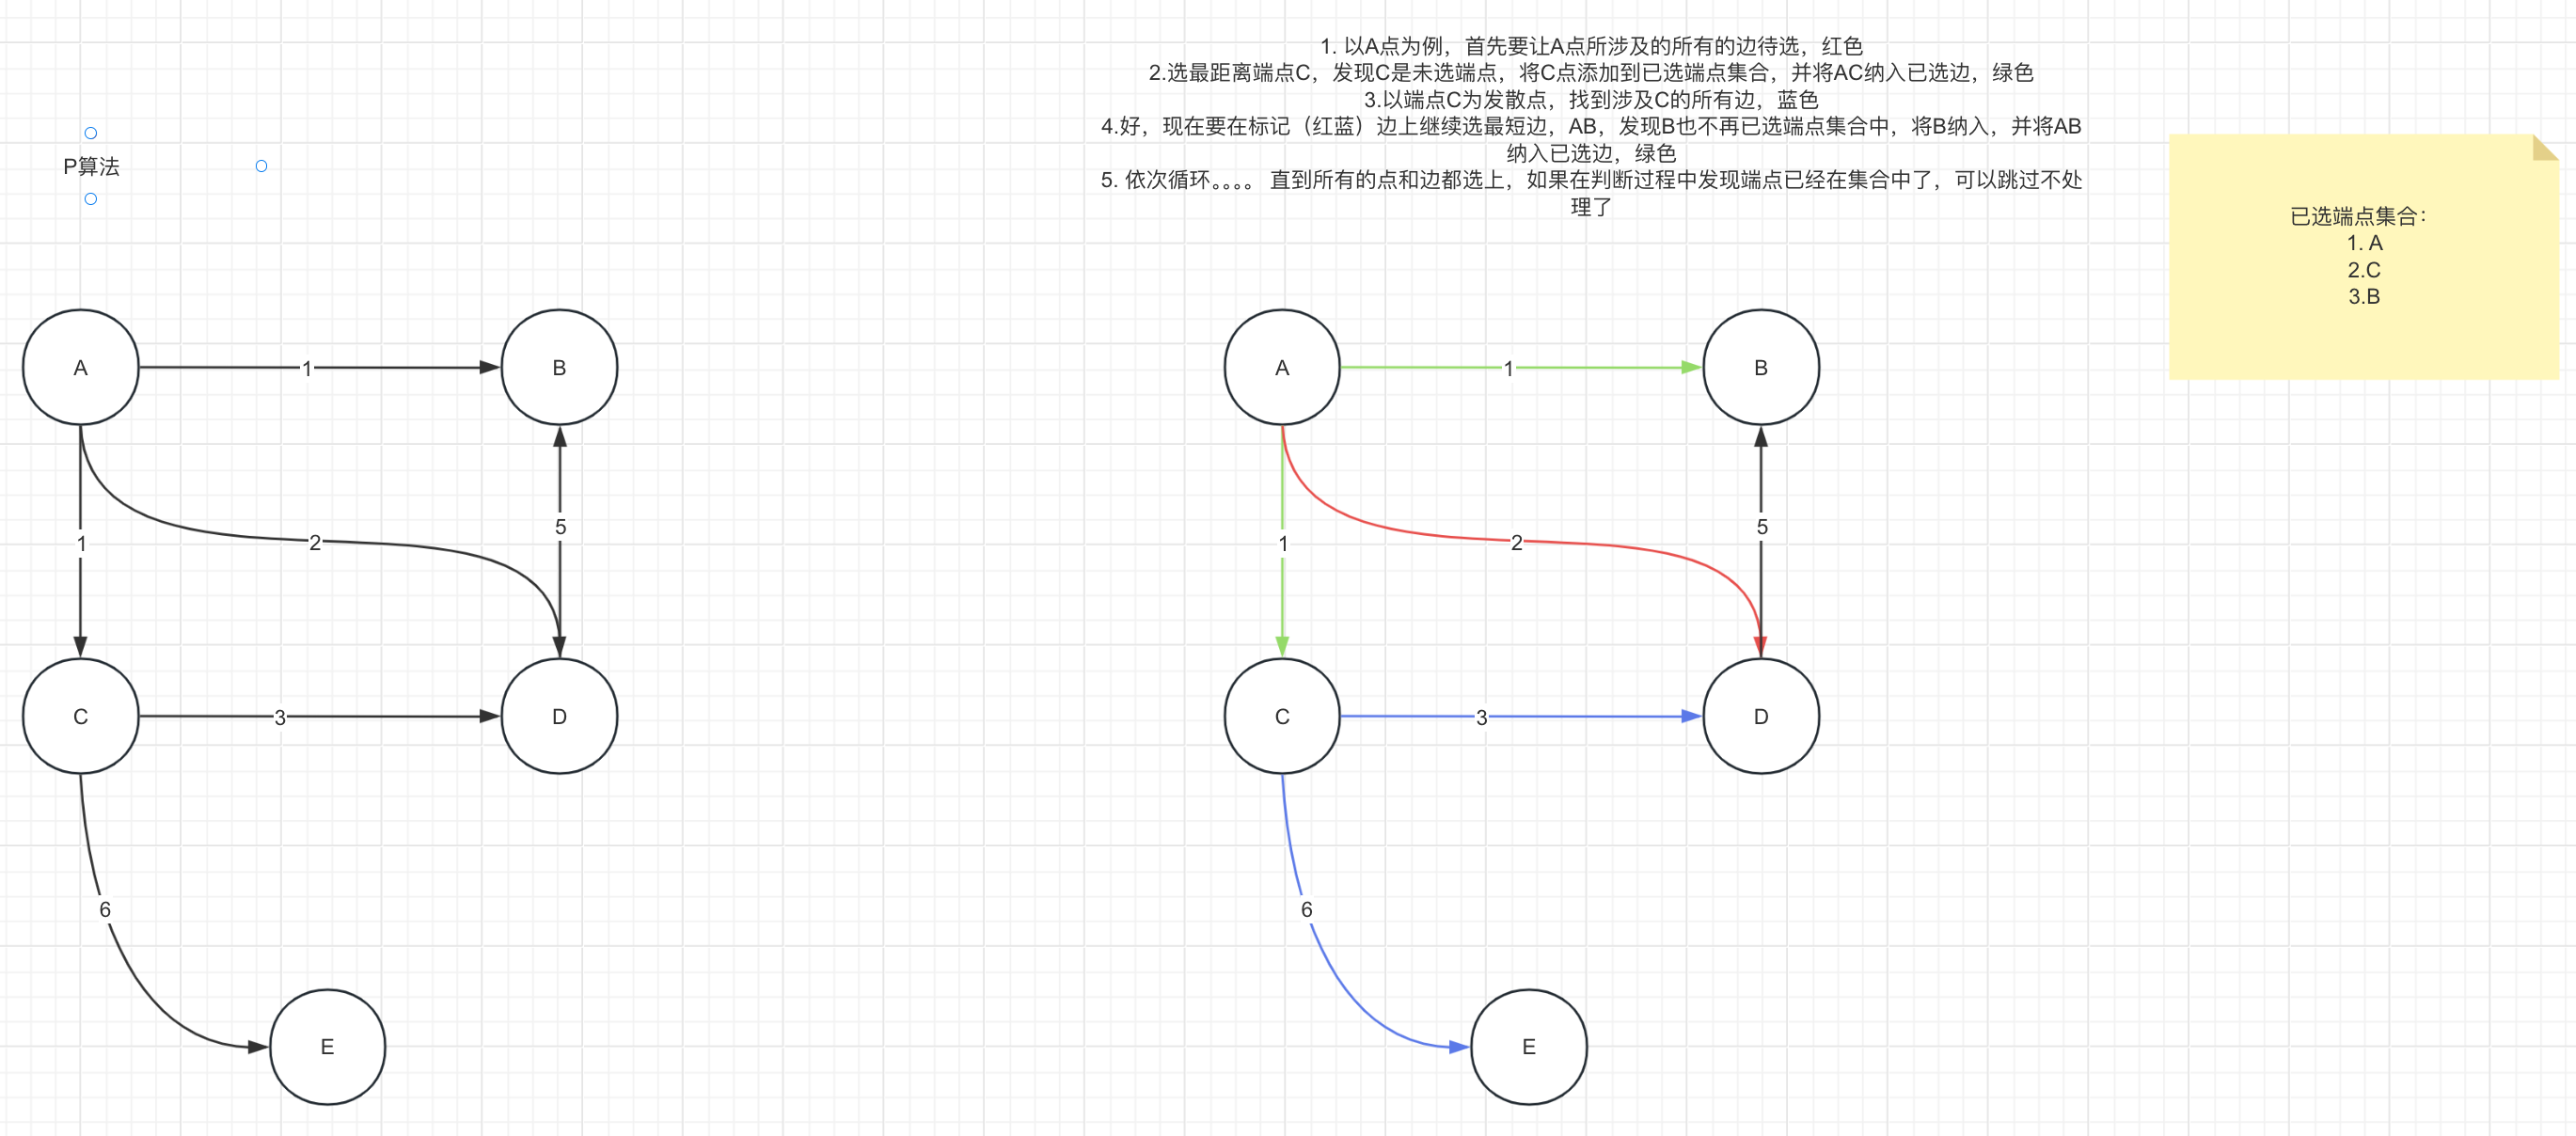 1. 以A点为例，首先要让A点所涉及的所有的边待选，红色
2.选最距离端点C，发现C是未选端点，将C点添加到已选端点集合，并将AC纳入已选边，绿色
3.以端点C为发散点，找到涉及C的所有边，蓝色
4.好，现在要在标记（红蓝）边上继续选最短边，AB，发现B也不再已选端点集合中，将B纳入，并将AB
纳入已选边，绿色
5. 依次循环。。。。 直到所有的点和边都选上，如果在判断过程中发现端点已经在集合中了，可以跳过不处
理了
P算法
已选端点集合：
1. A
2.C
3.B
A
1
B
1
2
5
C
3
D
6
E
A
1
B
1
2
5
C
3
D
6
E